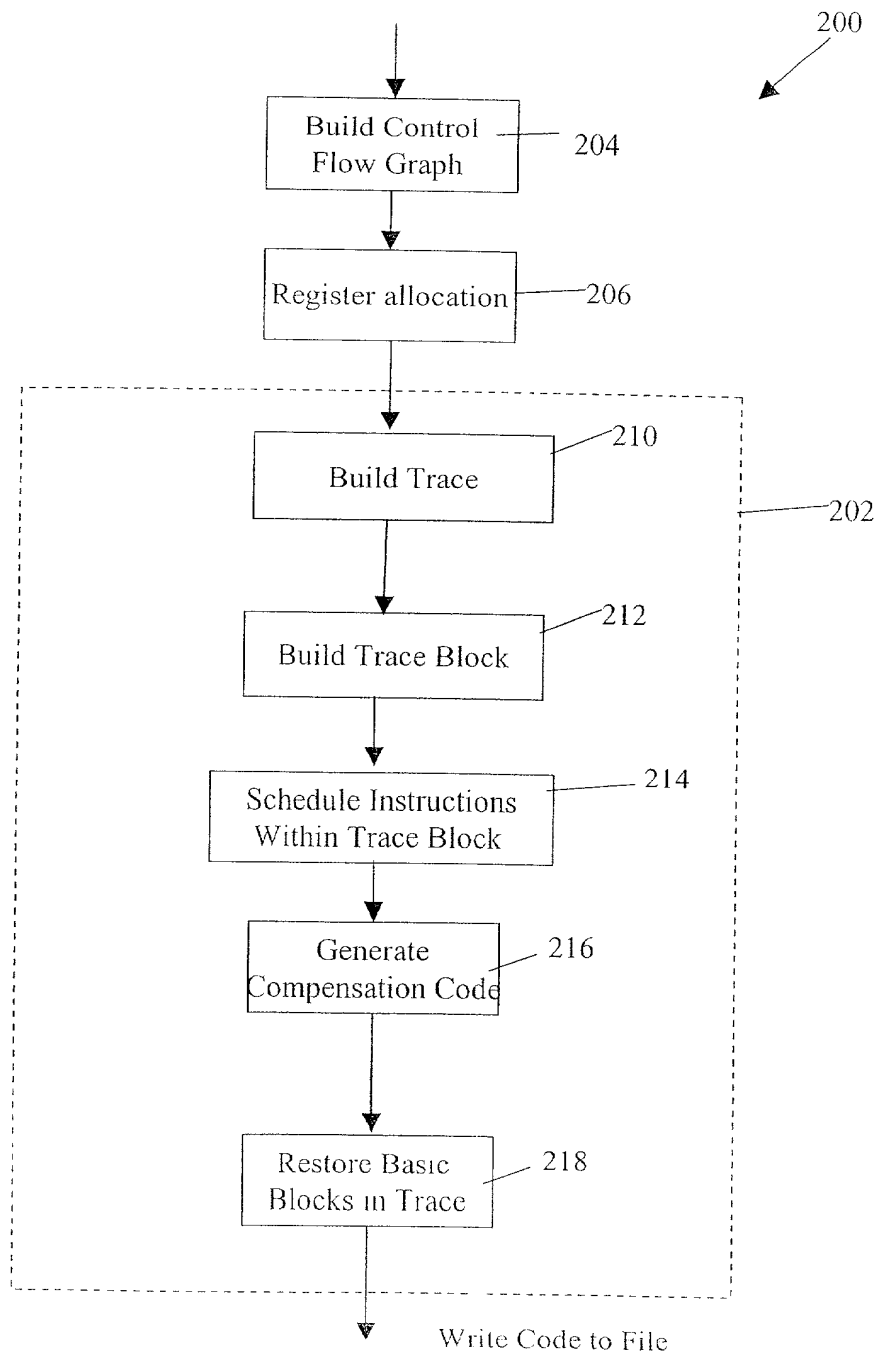 200
Build Control
Flow Graph
204
Register allocation
206
210
Build Trace
202
212
Build Trace Block
214
Schedule Instructions
Within Trace Block
Generate
Compensation Code
216
Restore Basic
Blocks in Trace
218
Write Code to File